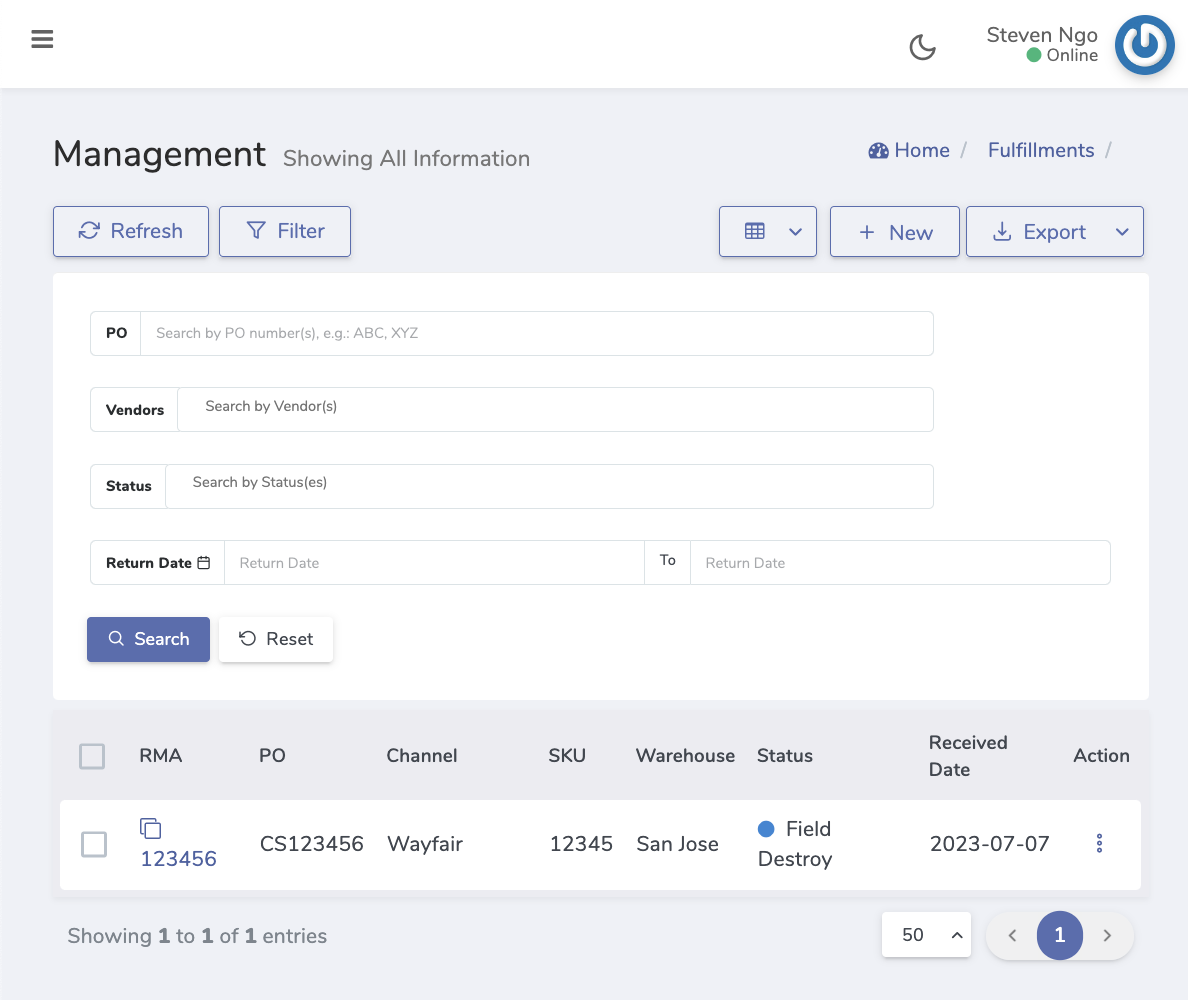 Steven Ngo
Online
Management Showing All Information
Home / Fulfillments /
Refresh Filter New Export
PO Search by PO number(s), e.g.: ABC, XYZ
Vendors Search by Vendor(s)
Status Search by Status(es)
Return Date Return Date To Return Date
Search Reset
RMA PO Channel SKU Warehouse Status Received Date Action
123456 CS123456 Wayfair 12345 San Jose Field Destroy 2023-07-07
Showing 1 to 1 of 1 entries 50 1